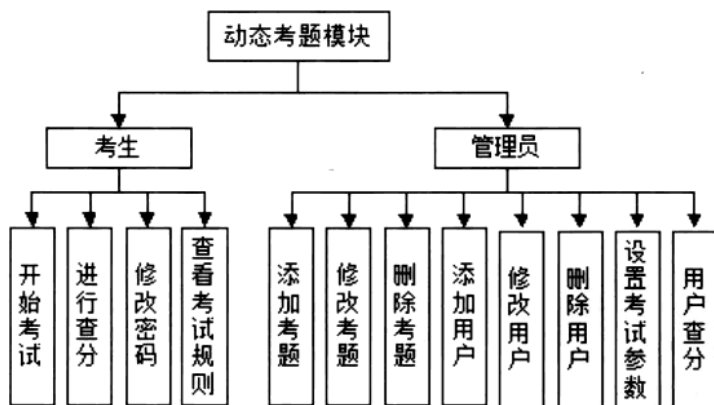 动态考题模块
考生
管理员
开始考试
进行查分
修改密码
查看考试规则
添加考题
修改考题
删除考题
添加用户
修改用户
删除用户
设置考试参数
用户查分